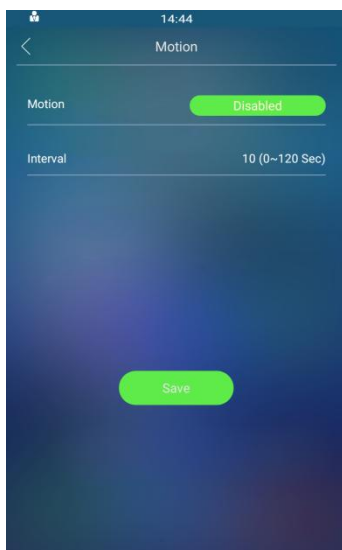 14:44
Motion
Motion Disabled
Interval 10 (0~120 Sec)
Save